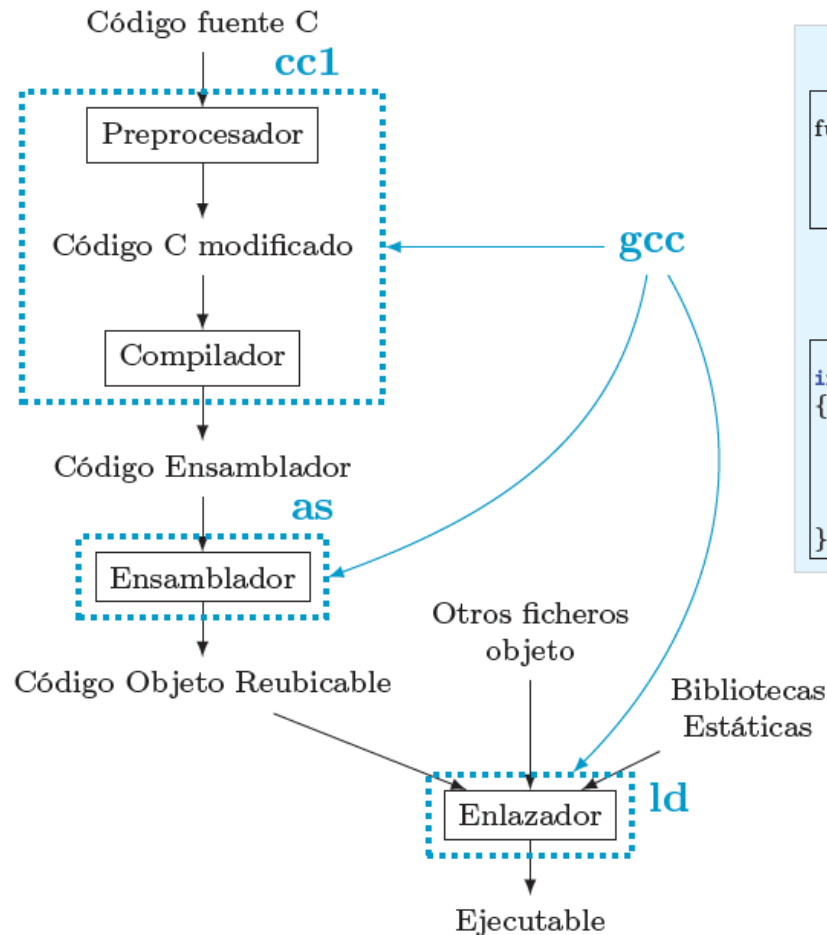 Código fuente C
cc1
Preprocesador
Código C modificado
gcc
Compilador
Código Ensamblador
as
Ensamblador
Otros ficheros
objeto
Código Objeto Reubicable
Bibliotecas
Estáticas
Enlazador
ld
Ejecutable
{
}